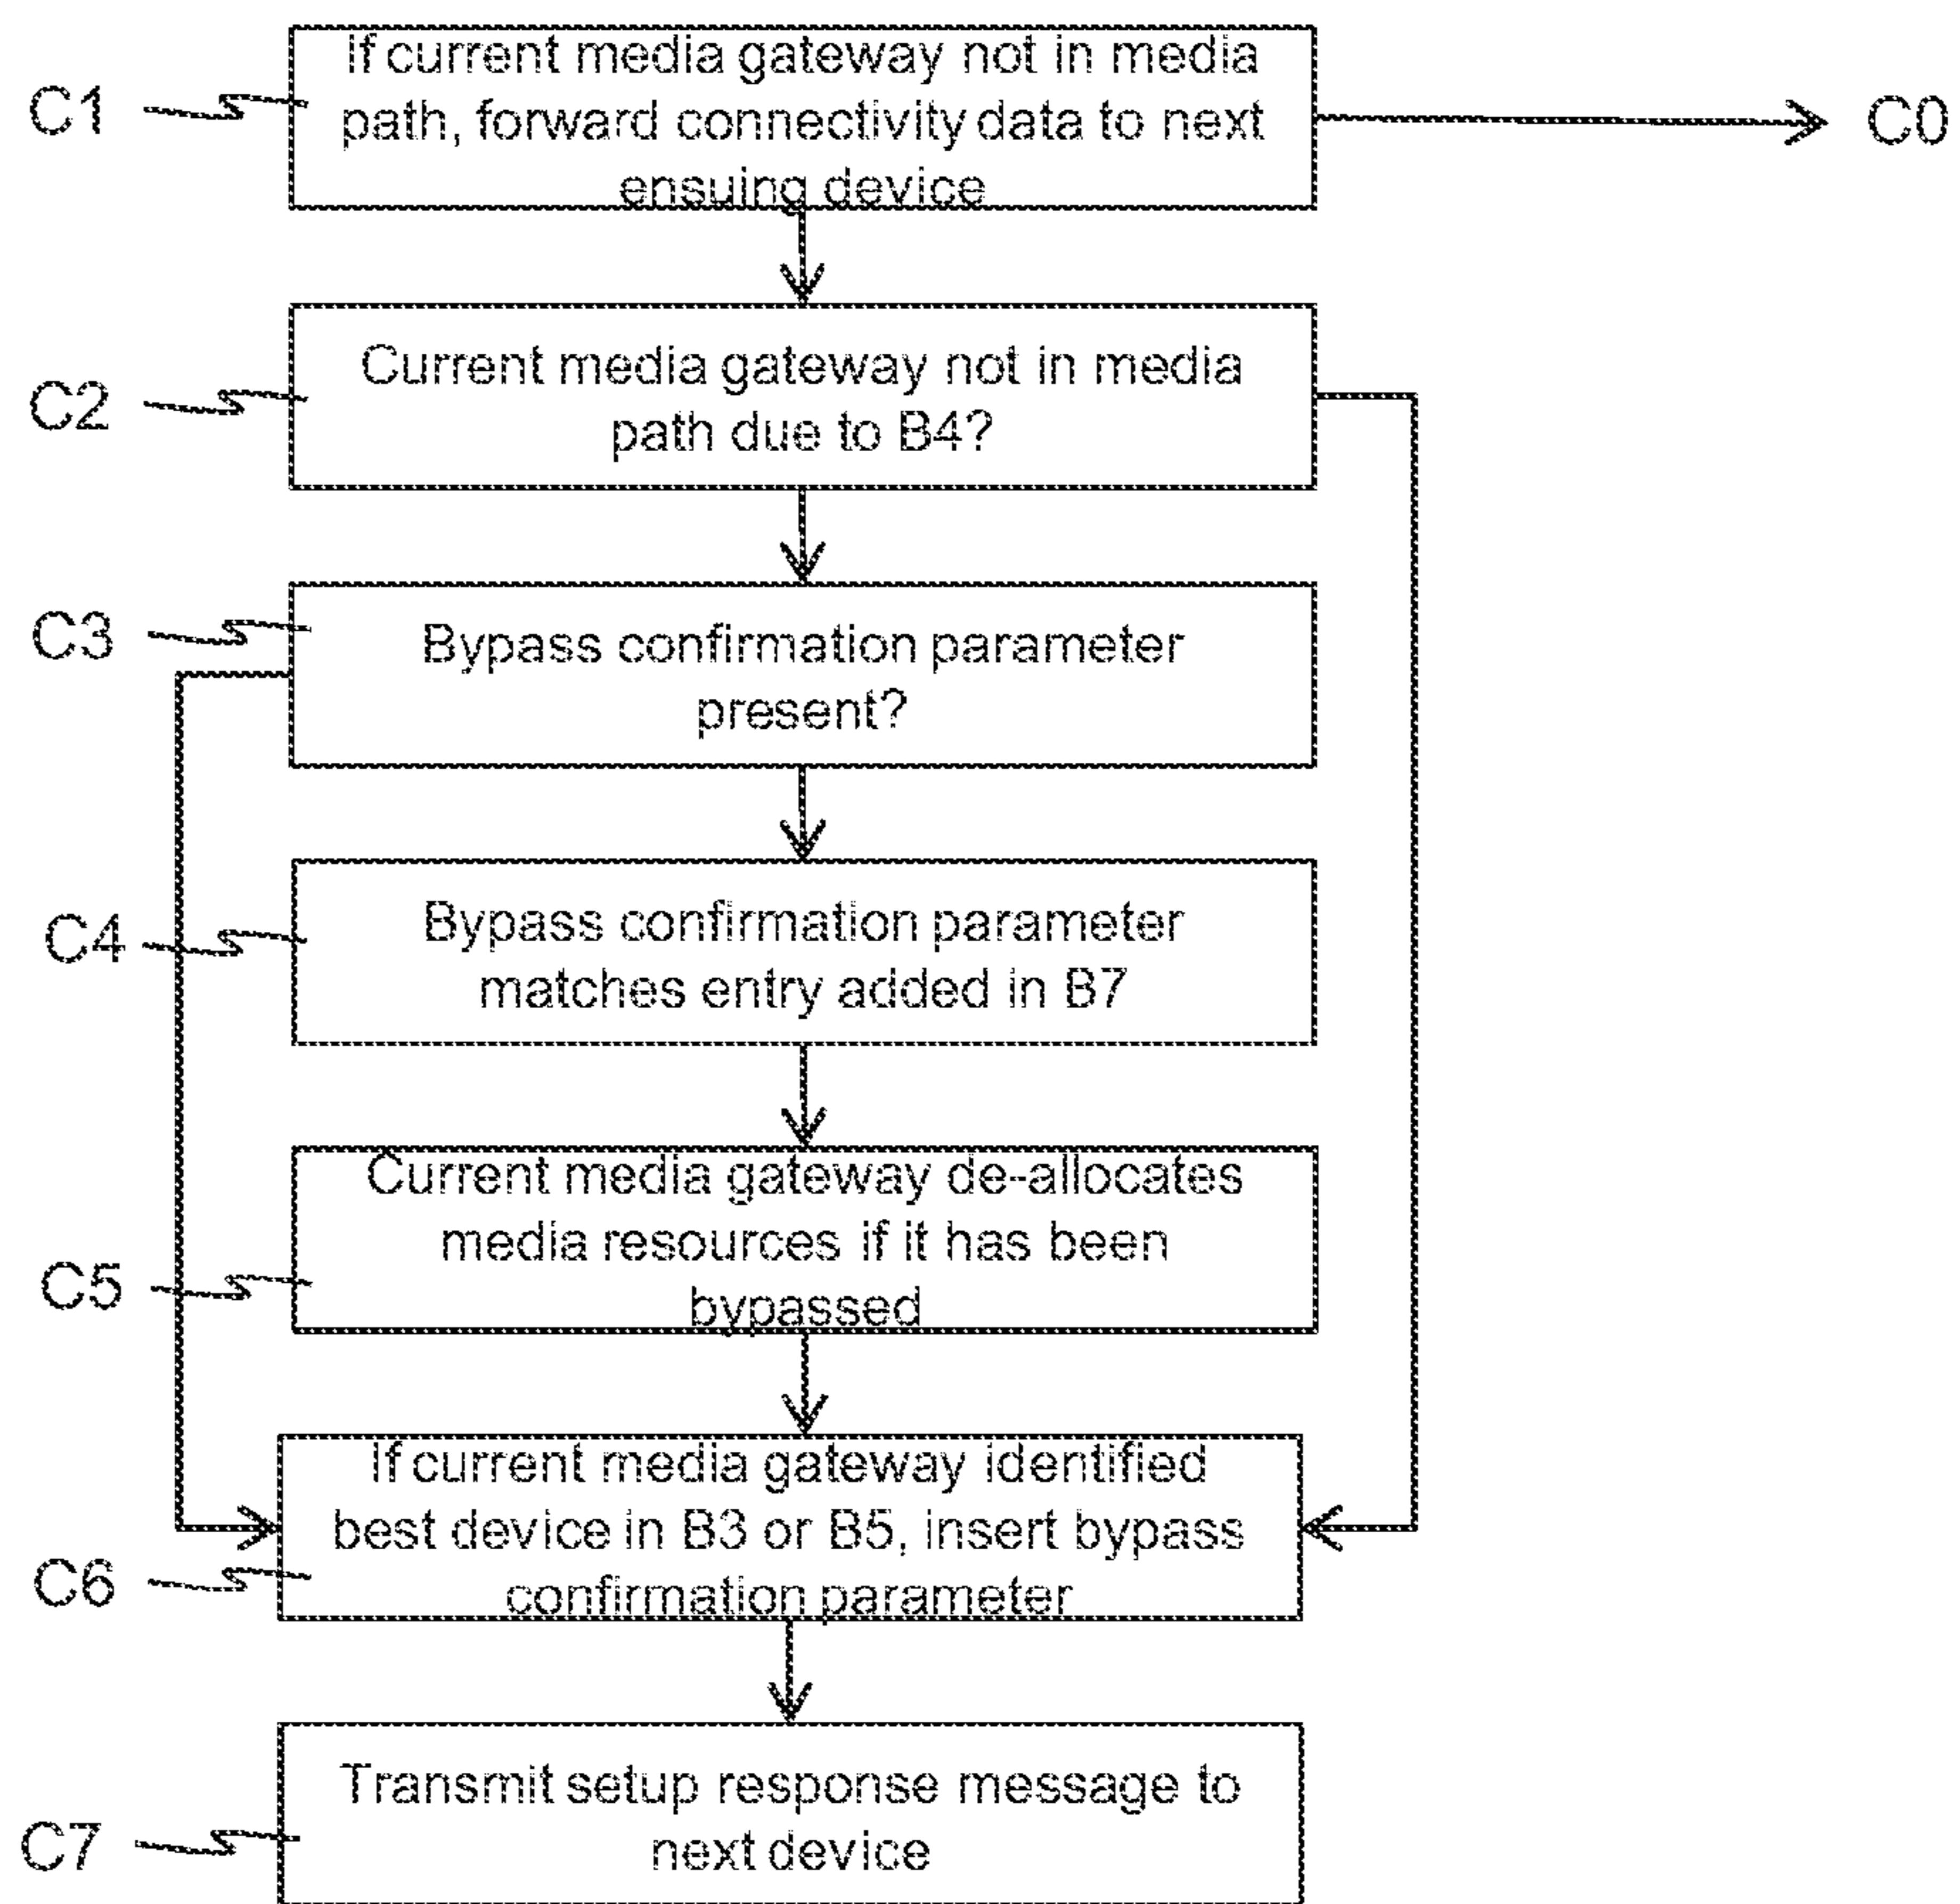 C1
If current media gateway not in media
path, forward connectivity data to next
ensuing device
C0
C2
Current media gateway not in media
path due to B4?
C3
Bypass confirmation parameter
present?
C4
Bypass confirmation parameter
matches entry added in B7
C5
Current media gateway de-allocates
media resources if it has been
bypassed
C6
If current media gateway identified
best device in B3 or B5, insert bypass
confirmation parameter
C7
Transmit setup response message to
next device